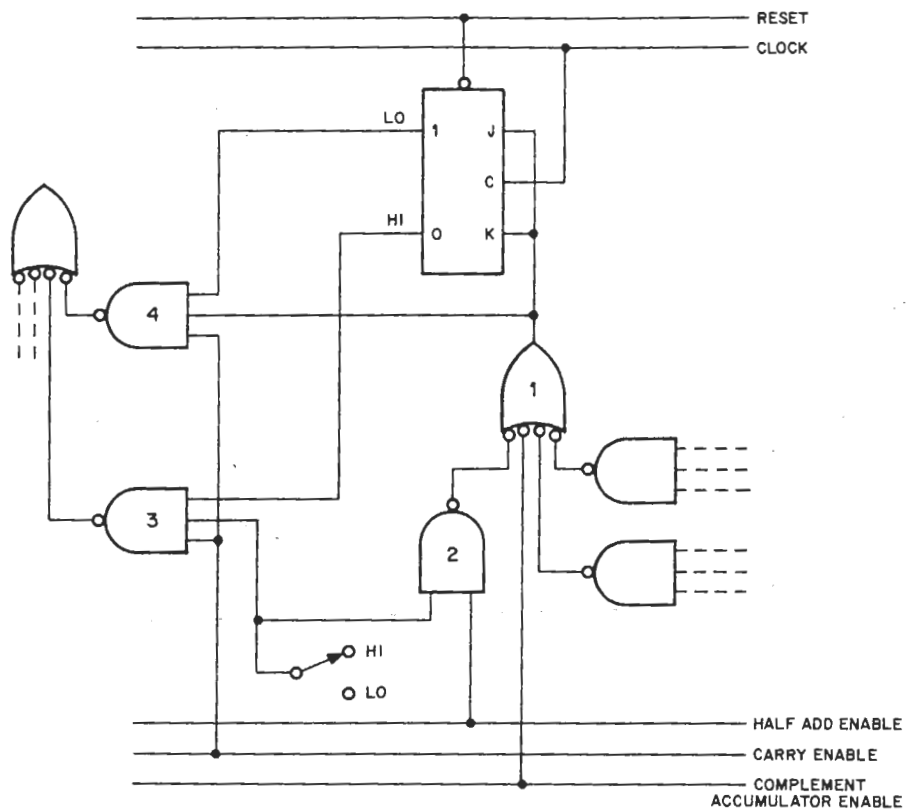 RESET
CLOCK
LO
1
J
C
HI
0
K
4
1
3
2
HI
LO
HALF ADD ENABLE
CARRY ENABLE
COMPLEMENT
ACCUMULATOR ENABLE